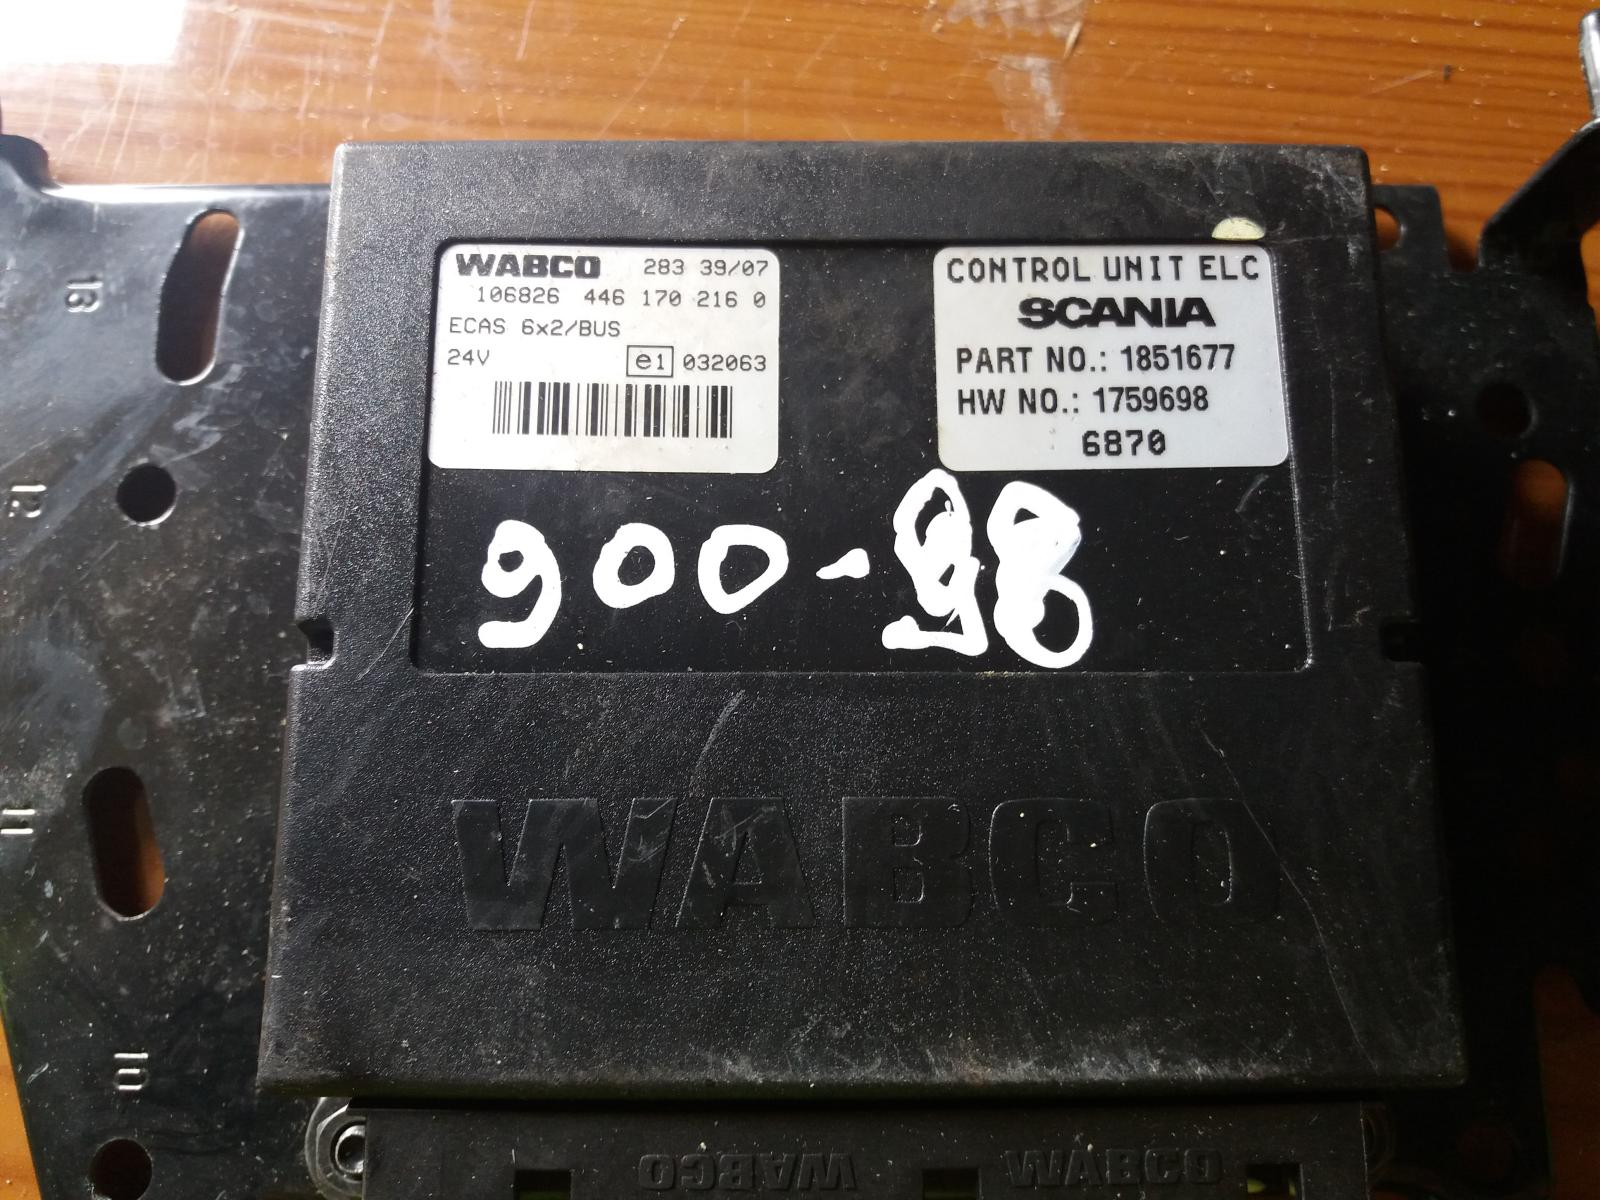 WABCO 283 39/07
106826 446 170 216 0
ECAS 6x2/BUS
24V e1 032063
CONTROL UNIT ELC
SCANIA
PART NO.: 1851677
HW NO.: 1759698
6870
900-98
WABCO
WABCO WABCO
13
12
11
10